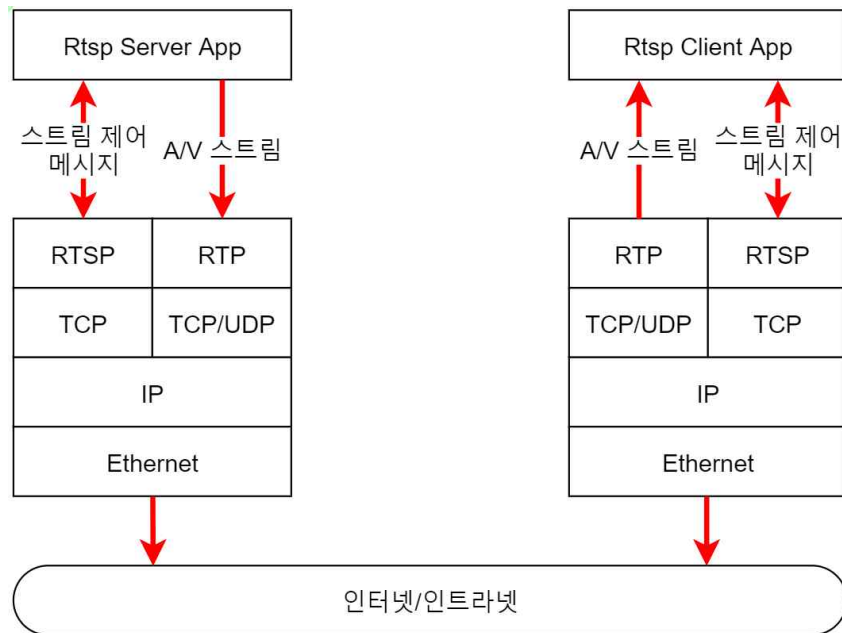 Rtsp Server App
Rtsp Client App
스트림 제어
메시지
A/V 스트림
A/V 스트림
스트림 제어
메시지
RTSP
RTP
RTP
RTSP
TCP
TCP/UDP
TCP/UDP
TCP
IP
IP
Ethernet
Ethernet
인터넷/인트라넷